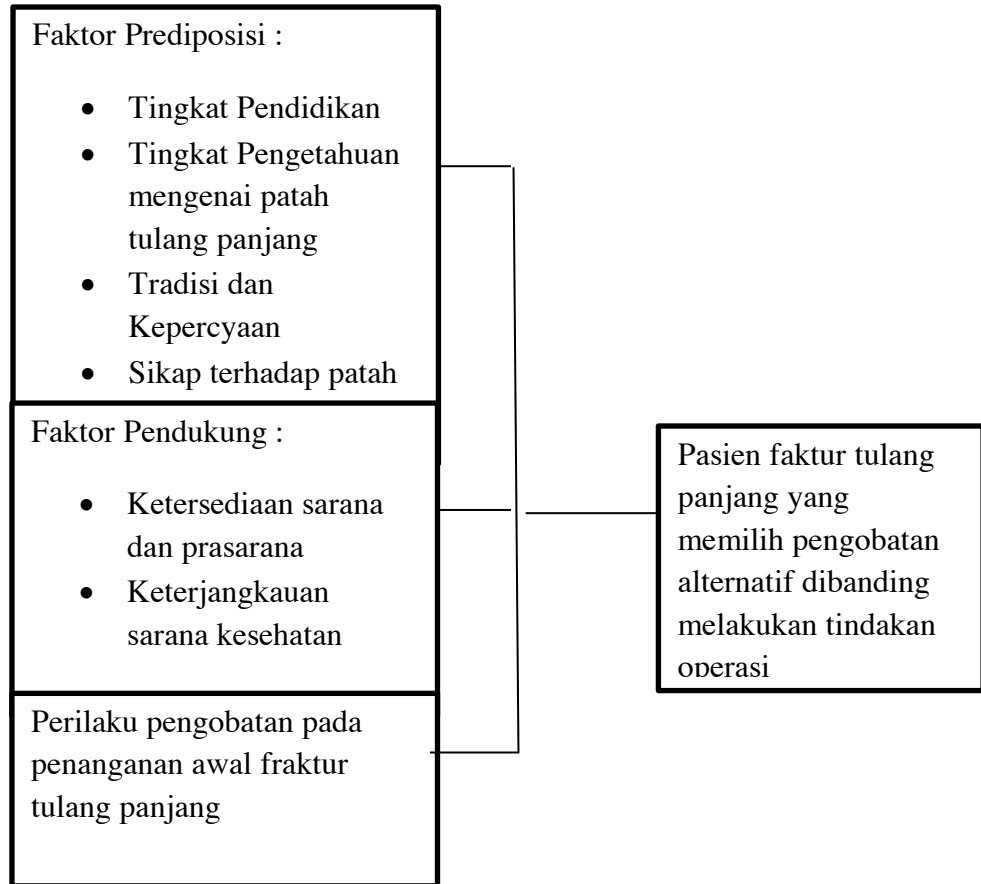 Faktor Prediposisi :
• Tingkat Pendidikan
• Tingkat Pengetahuan
mengenai patah
tulang panjang
• Tradisi dan
Kepercyaan
• Sikap terhadap patah
Faktor Pendukung :
• Ketersediaan sarana
dan prasarana
• Keterjangkauan
sarana kesehatan
Perilaku pengobatan pada
penanganan awal fraktur
tulang panjang
Pasien faktur tulang
panjang yang
memilih pengobatan
alternatif dibanding
melakukan tindakan
operasi